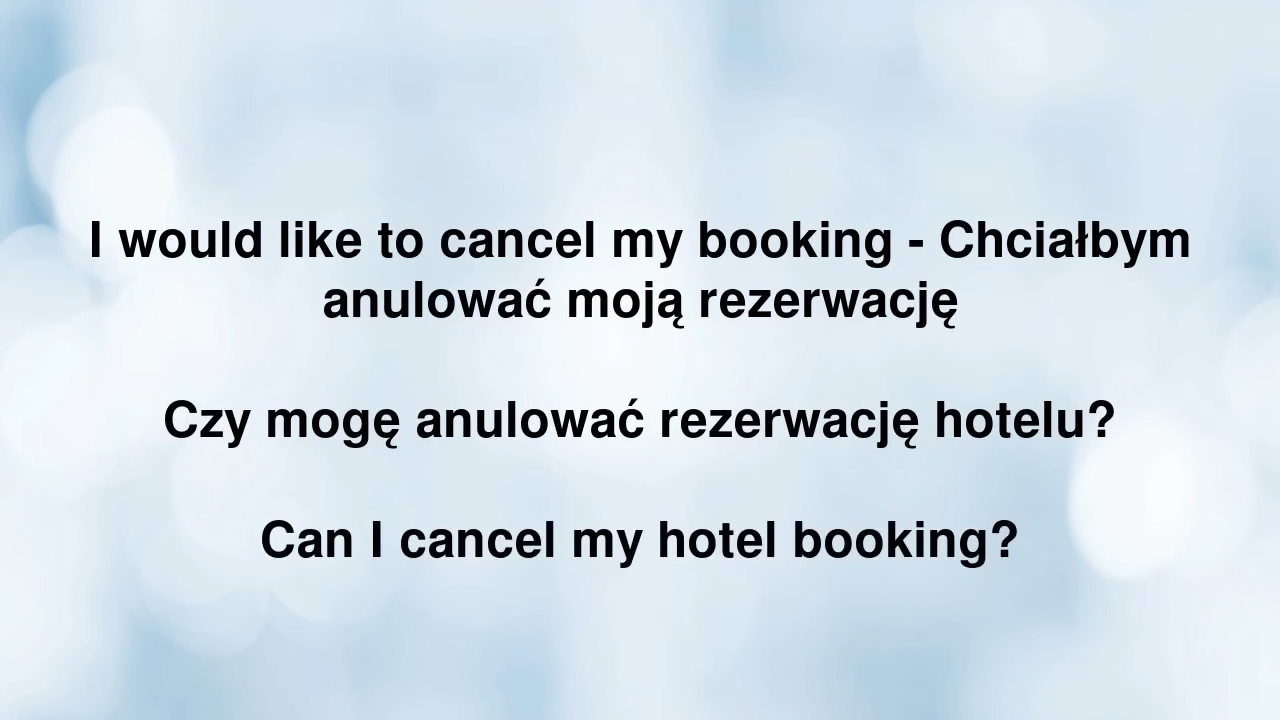 I would like to cancel my booking - Chciałbym
anulować moją rezerwację
Czy mogę anulować rezerwację hotelu?
Can I cancel my hotel booking?